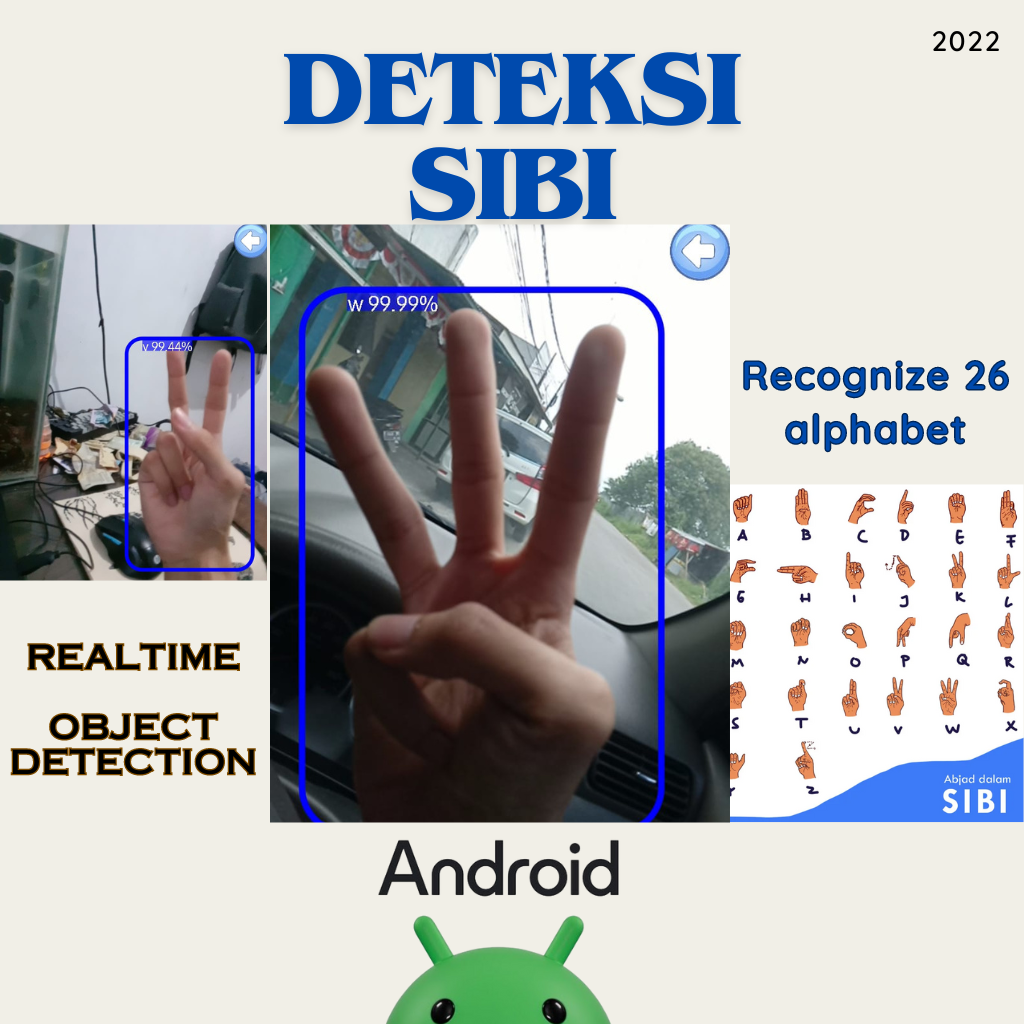 2022
DETEKSI
SIBI
v 99.44%
w 99.99%
Recognize 26
alphabet
A B C D E F
G H I J K L
M N O P Q R
S T U V W X
Y Z
Abjad dalam
SIBI
REALTIME
OBJECT
DETECTION
Android